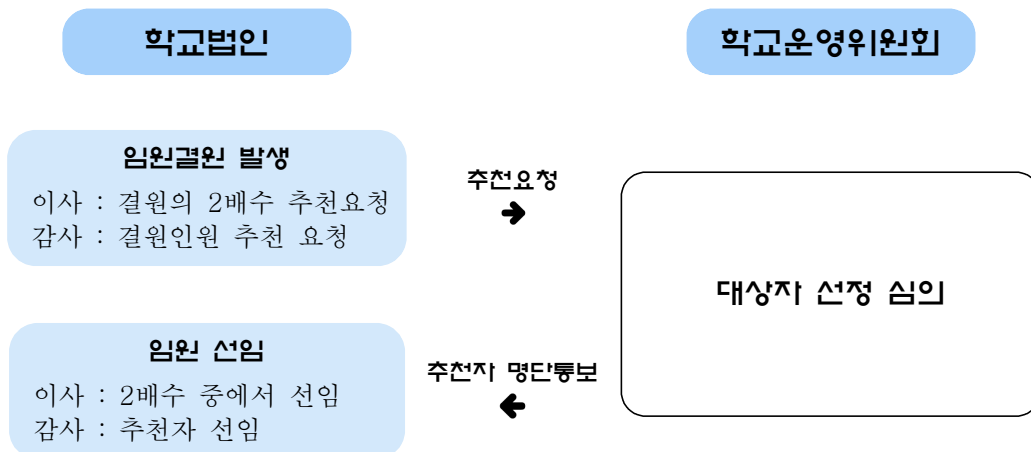 학교법인
학교운영위원회
임원결원 발생
이사 : 결원의 2배수 추천요청
감사 : 결원인원 추천 요청
추천요청
대상자 선정 심의
임원 선임
이사 : 2배수 중에서 선임
감사 : 추천자 선임
추천자 명단통보